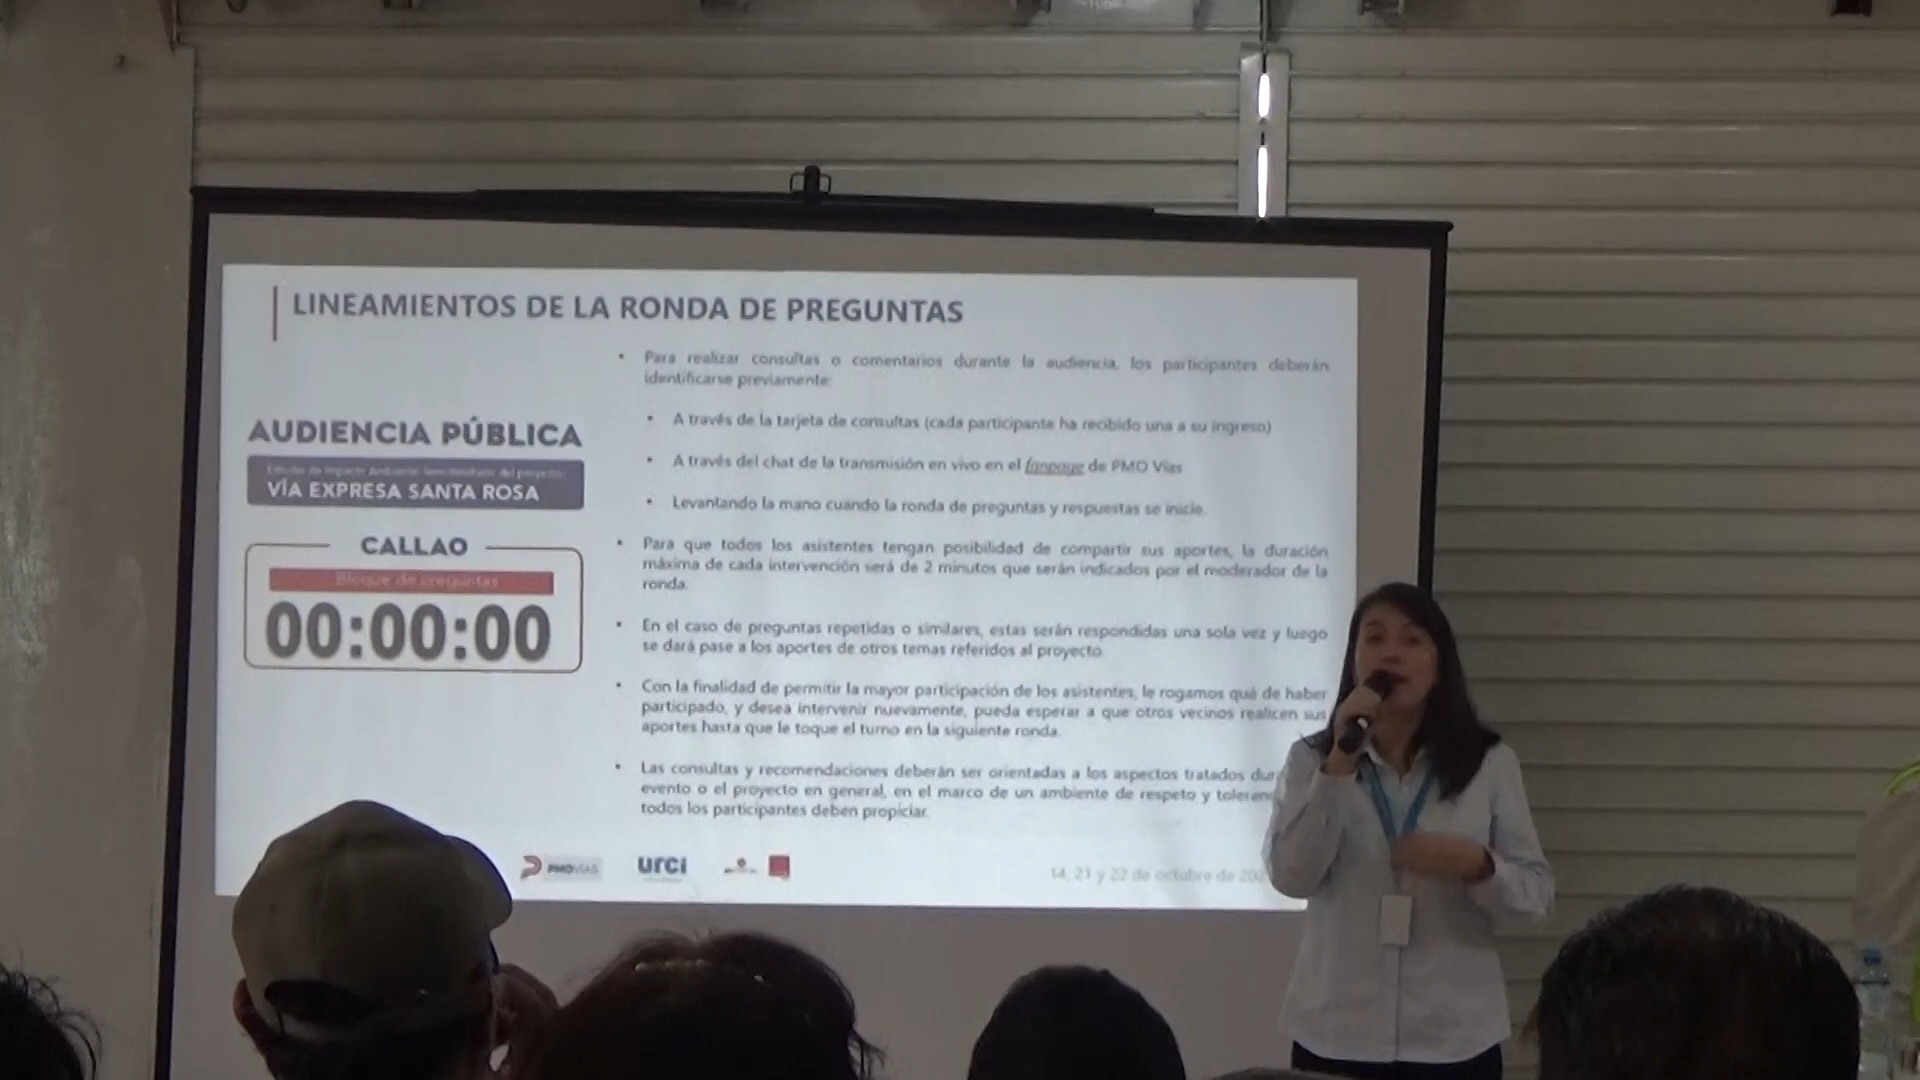 LINEAMIENTOS DE LA RONDA DE PREGUNTAS
AUDIENCIA PÚBLICA
VÍA EXPRESA SANTA ROSA
CALLAO
Bloque de preguntas
00:00:00
• Para realizar consultas o comentarios durante la audiencia, los participantes deberán
identificarse previamente:
• A través de la tarjeta de consultas (cada participante ha recibido una a su ingreso)
• A través del chat de la transmisión en vivo en el fanpage de PMO Vías
• Levantando la mano cuando la ronda de preguntas y respuestas se inicie.
• Para que todos los asistentes tengan posibilidad de compartir sus aportes, la duración
máxima de cada intervención será de 2 minutos que serán indicados por el moderador de la
ronda.
• En el caso de preguntas repetidas o similares, estas serán respondidas una sola vez y luego
se dará pase a los aportes de otros temas referidos al proyecto.
• Con la finalidad de permitir la mayor participación de los asistentes, le rogamos qué de haber
participado, y desea intervenir nuevamente, pueda esperar a que otros vecinos realicen sus
aportes hasta que le toque el turno en la siguiente ronda.
• Las consultas y recomendaciones deberán ser orientadas a los aspectos tratados
evento o el proyecto en general, en el marco de un ambiente de respeto y
todos los participantes deben propiciar.
PMOVÍAS
urci
14, 21 y 22 de octubre de